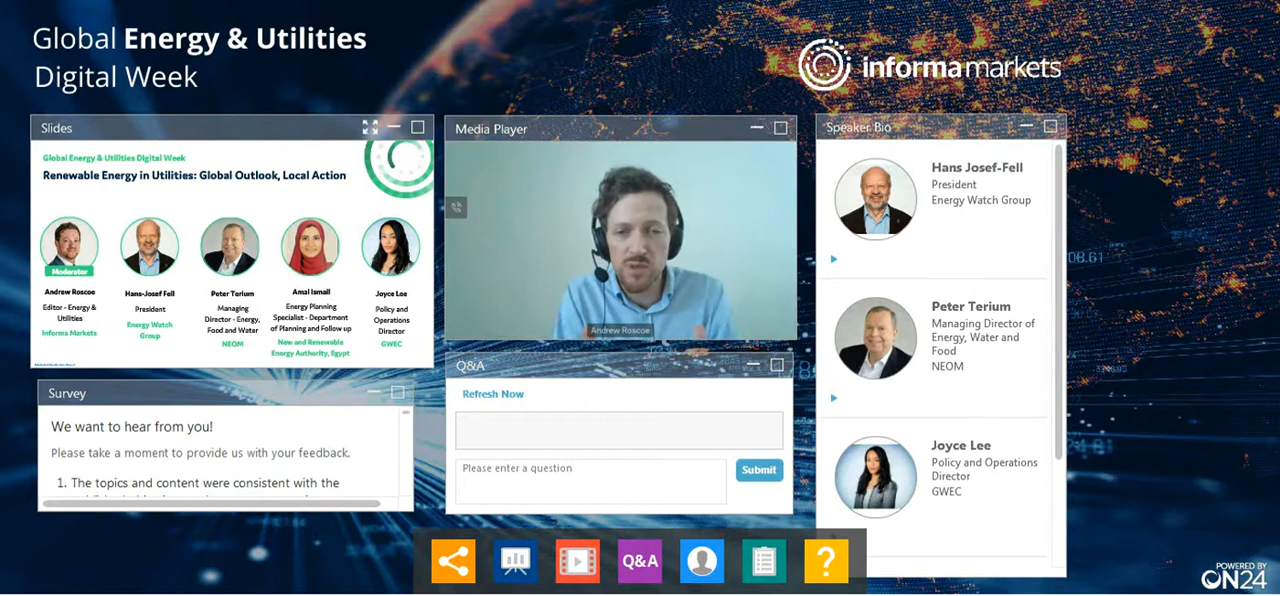 Global Energy & Utilities
Digital Week
informa markets
Slides
Global Energy & Utilities Digital Week
Renewable Energy in Utilities: Global Outlook, Local Action
Moderator
Andrew Roscoe
Editor - Energy &
Utilities
Informa Markets
Hans-Josef Fell
President
Energy Watch
Group
Peter Terium
Managing
Director - Energy,
Food and Water
NEOM
Amal Ismail
Energy Planning
Specialist - Department
of Planning and Follow up
New and Renewable
Energy Authority, Egypt
Joyce Lee
Policy and
Operations
Director
GWEC
Media Player
Andrew Roscoe
Speaker Bio
Hans Josef-Fell
President
Energy Watch Group
Peter Terium
Managing Director of
Energy, Water and
Food
NEOM
Joyce Lee
Policy and Operations
Director
GWEC
Survey
We want to hear from you!
Please take a moment to provide us with your feedback.
1. The topics and content were consistent with the
Q&A
Refresh Now
Please enter a question
Submit
Q&A
?
08.61
POWERED BY
ON24